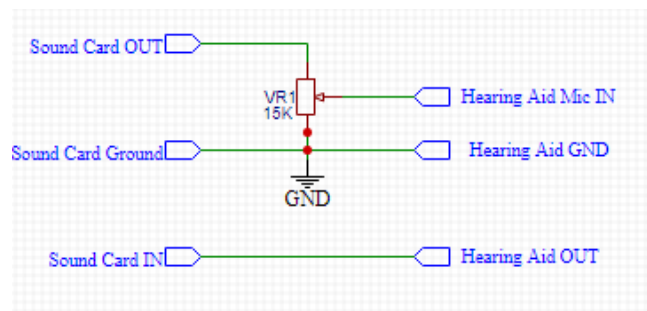 Sound Card OUT
VR1
15K
Hearing Aid Mic IN
Sound Card Ground
Hearing Aid GND
GND
Sound Card IN
Hearing Aid OUT